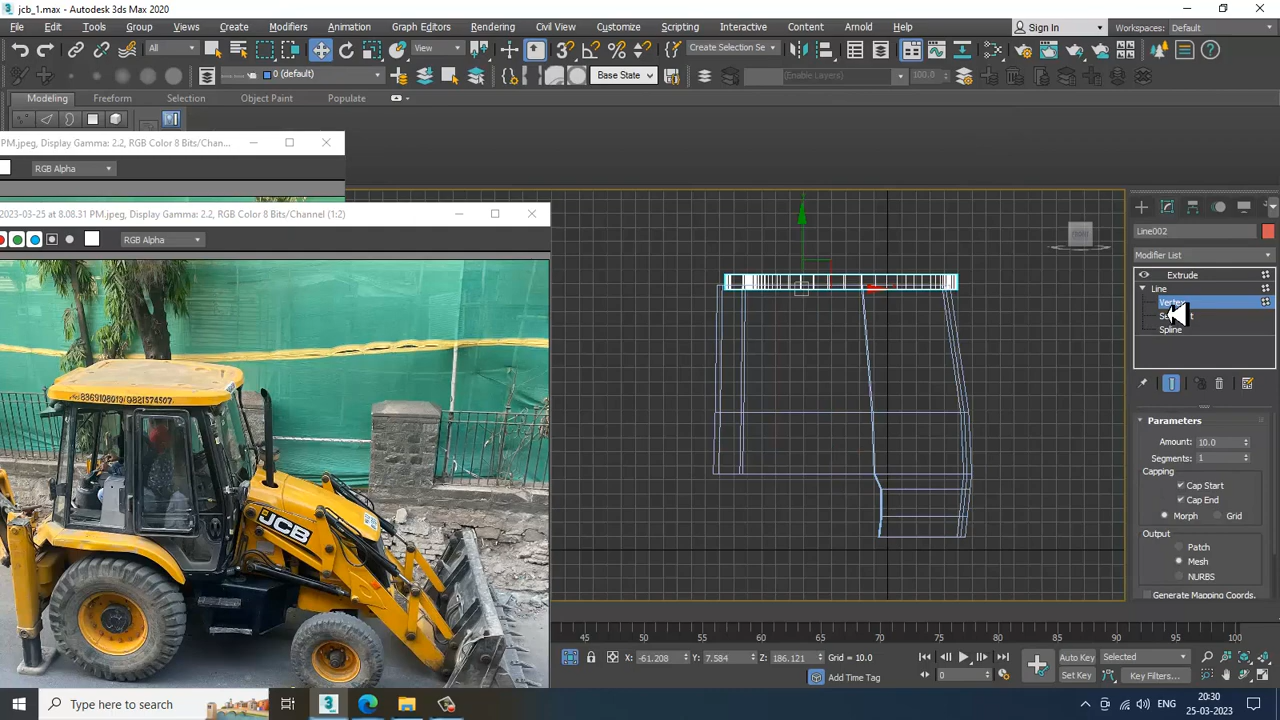 jcb_1.max - Autodesk 3ds Max 2020
File Edit Tools Group Views Create Modifiers Animation Graph Editors Rendering Civil View Customize Scripting Interactive Content Arnold Help
Sign In
Workspaces: Default
All
View
Create Selection Se
0 (default)
Base State
(Enable Layers)
100.0
Modeling Freeform Selection Object Paint Populate
PM.jpeg, Display Gamma: 2.2, RGB Color 8 Bits/Chan...
RGB Alpha
2023-03-25 at 8.08.31 PM.jpeg, Display Gamma: 2.2, RGB Color 8 Bits/Channel (1:2)
RGB Alpha
JCB
Line002
Modifier List
Extrude
Line
Vertex
Spline
Parameters
Amount: 10.0
Segments: 1
Capping
Cap Start
Cap End
Morph Grid
Output
Patch
Mesh
NURBS
Generate Mapping Coords.
45 50 55 60 65 70 75 80 85 90 95 100
X: -61.208 Y: 7.584 Z: 186.121 Grid = 10.0
Add Time Tag
0
Auto Key Selected
Set Key Key Filters...
Type here to search
ENG
20:30
25-03-2023